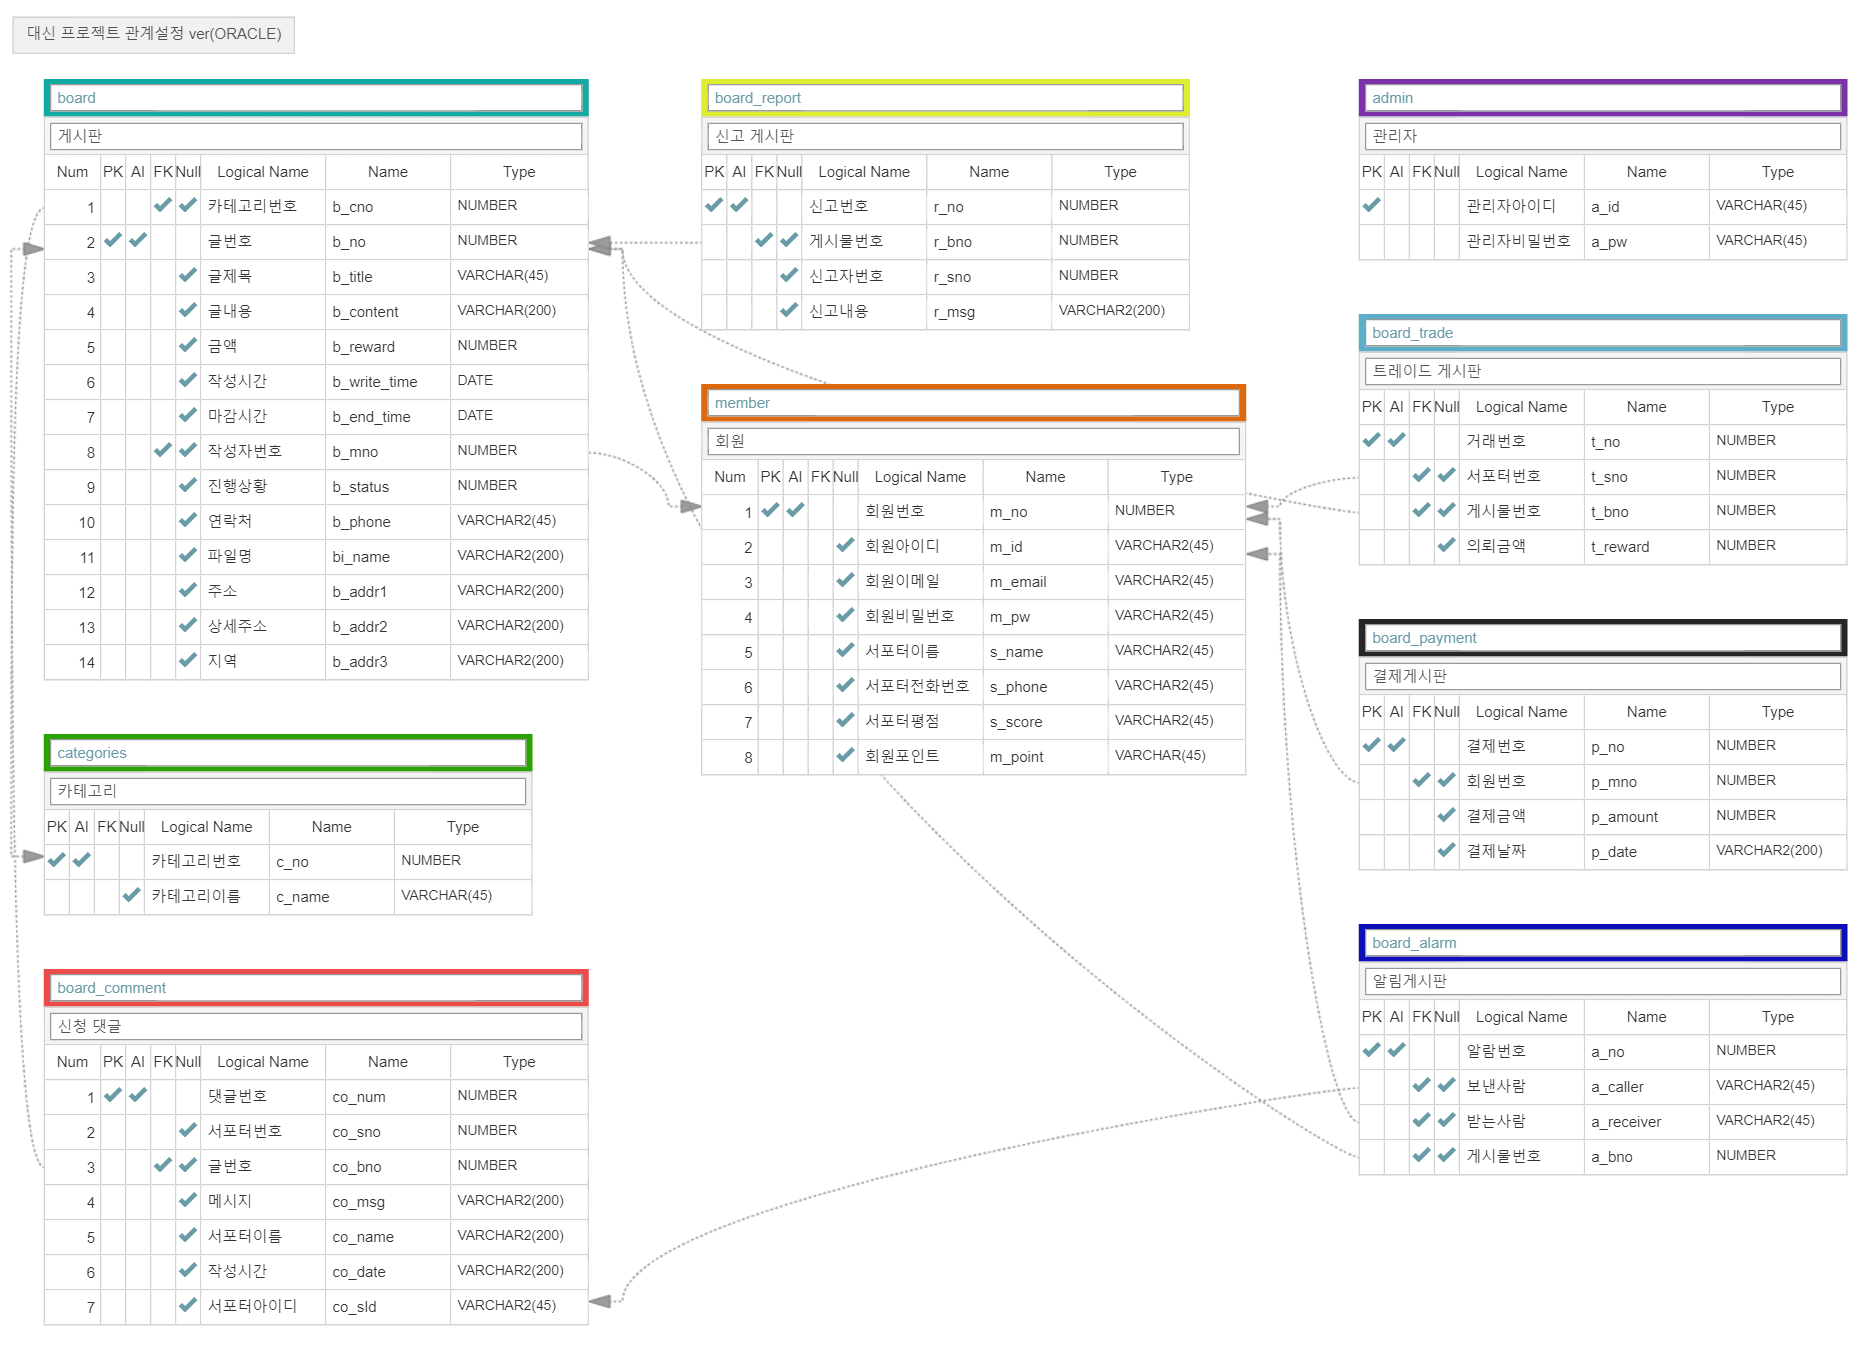 대신 프로젝트 관계설정 ver(ORACLE)
board
게시판
Num PK AI FK Null Logical Name Name Type
1 카테고리번호 b_cno NUMBER
2 글번호 b_no NUMBER
3 글제목 b_title VARCHAR(45)
4 글내용 b_content VARCHAR(200)
5 금액 b_reward NUMBER
6 작성시간 b_write_time DATE
7 마감시간 b_end_time DATE
8 작성자번호 b_mno NUMBER
9 진행상황 b_status NUMBER
10 연락처 b_phone VARCHAR2(45)
11 파일명 bi_name VARCHAR2(200)
12 주소 b_addr1 VARCHAR2(200)
13 상세주소 b_addr2 VARCHAR2(200)
14 지역 b_addr3 VARCHAR2(200)
categories
카테고리
PK AI FK Null Logical Name Name Type
카테고리번호 c_no NUMBER
카테고리이름 c_name VARCHAR(45)
board_comment
신청 댓글
Num PK AI FK Null Logical Name Name Type
1 댓글번호 co_num NUMBER
2 서포터번호 co_sno NUMBER
3 글번호 co_bno NUMBER
4 메시지 co_msg VARCHAR2(200)
5 서포터이름 co_name VARCHAR2(200)
6 작성시간 co_date VARCHAR2(200)
7 서포터아이디 co_sId VARCHAR2(45)
board_report
신고 게시판
PK AI FK Null Logical Name Name Type
신고번호 r_no NUMBER
게시물번호 r_bno NUMBER
신고자번호 r_sno NUMBER
신고내용 r_msg VARCHAR2(200)
member
회원
Num PK AI FK Null Logical Name Name Type
1 회원번호 m_no NUMBER
2 회원아이디 m_id VARCHAR2(45)
3 회원이메일 m_email VARCHAR2(45)
4 회원비밀번호 m_pw VARCHAR2(45)
5 서포터이름 s_name VARCHAR2(45)
6 서포터전화번호 s_phone VARCHAR2(45)
7 서포터평점 s_score VARCHAR2(45)
8 회원포인트 m_point VARCHAR(45)
admin
관리자
PK AI FK Null Logical Name Name Type
관리자아이디 a_id VARCHAR(45)
관리자비밀번호 a_pw VARCHAR(45)
board_trade
트레이드 게시판
PK AI FK Null Logical Name Name Type
거래번호 t_no NUMBER
서포터번호 t_sno NUMBER
게시물번호 t_bno NUMBER
의뢰금액 t_reward NUMBER
board_payment
결제게시판
PK AI FK Null Logical Name Name Type
결제번호 p_no NUMBER
회원번호 p_mno NUMBER
결제금액 p_amount NUMBER
결제날짜 p_date VARCHAR2(200)
board_alarm
알림게시판
PK AI FK Null Logical Name Name Type
알람번호 a_no NUMBER
보낸사람 a_caller VARCHAR2(45)
받는사람 a_receiver VARCHAR2(45)
게시물번호 a_bno NUMBER